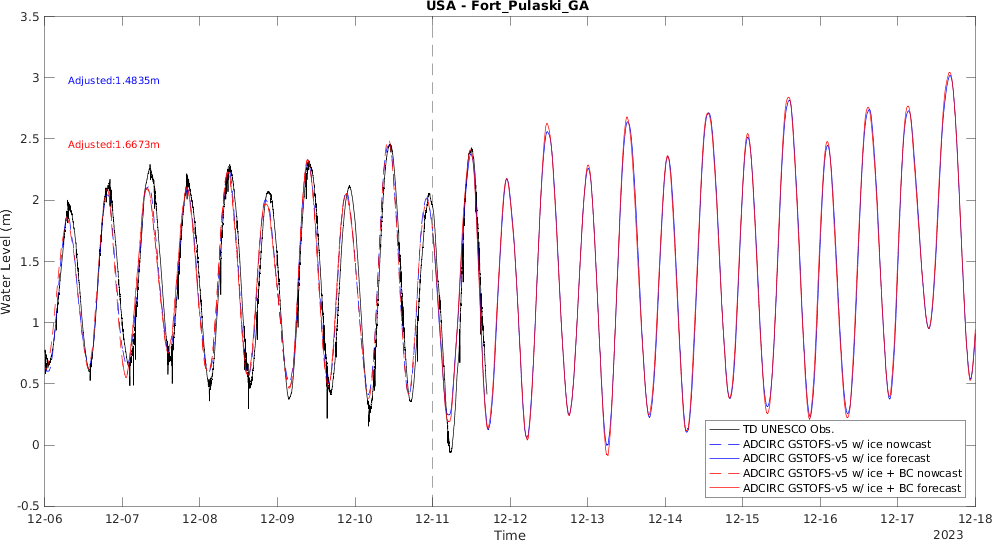 USA - Fort_Pulaski_GA
3.5
3
2.5
2
1.5
1
0.5
0
-0.5
Water Level (m)
Adjusted:1.4835m
Adjusted:1.6673m
TD UNESCO Obs.
ADCIRC GSTOFS-v5 w/ ice nowcast
ADCIRC GSTOFS-v5 w/ ice forecast
ADCIRC GSTOFS-v5 w/ ice + BC nowcast
ADCIRC GSTOFS-v5 w/ ice + BC forecast
12-06 12-07 12-08 12-09 12-10 12-11 12-12 12-13 12-14 12-15 12-16 12-17 12-18
Time
2023